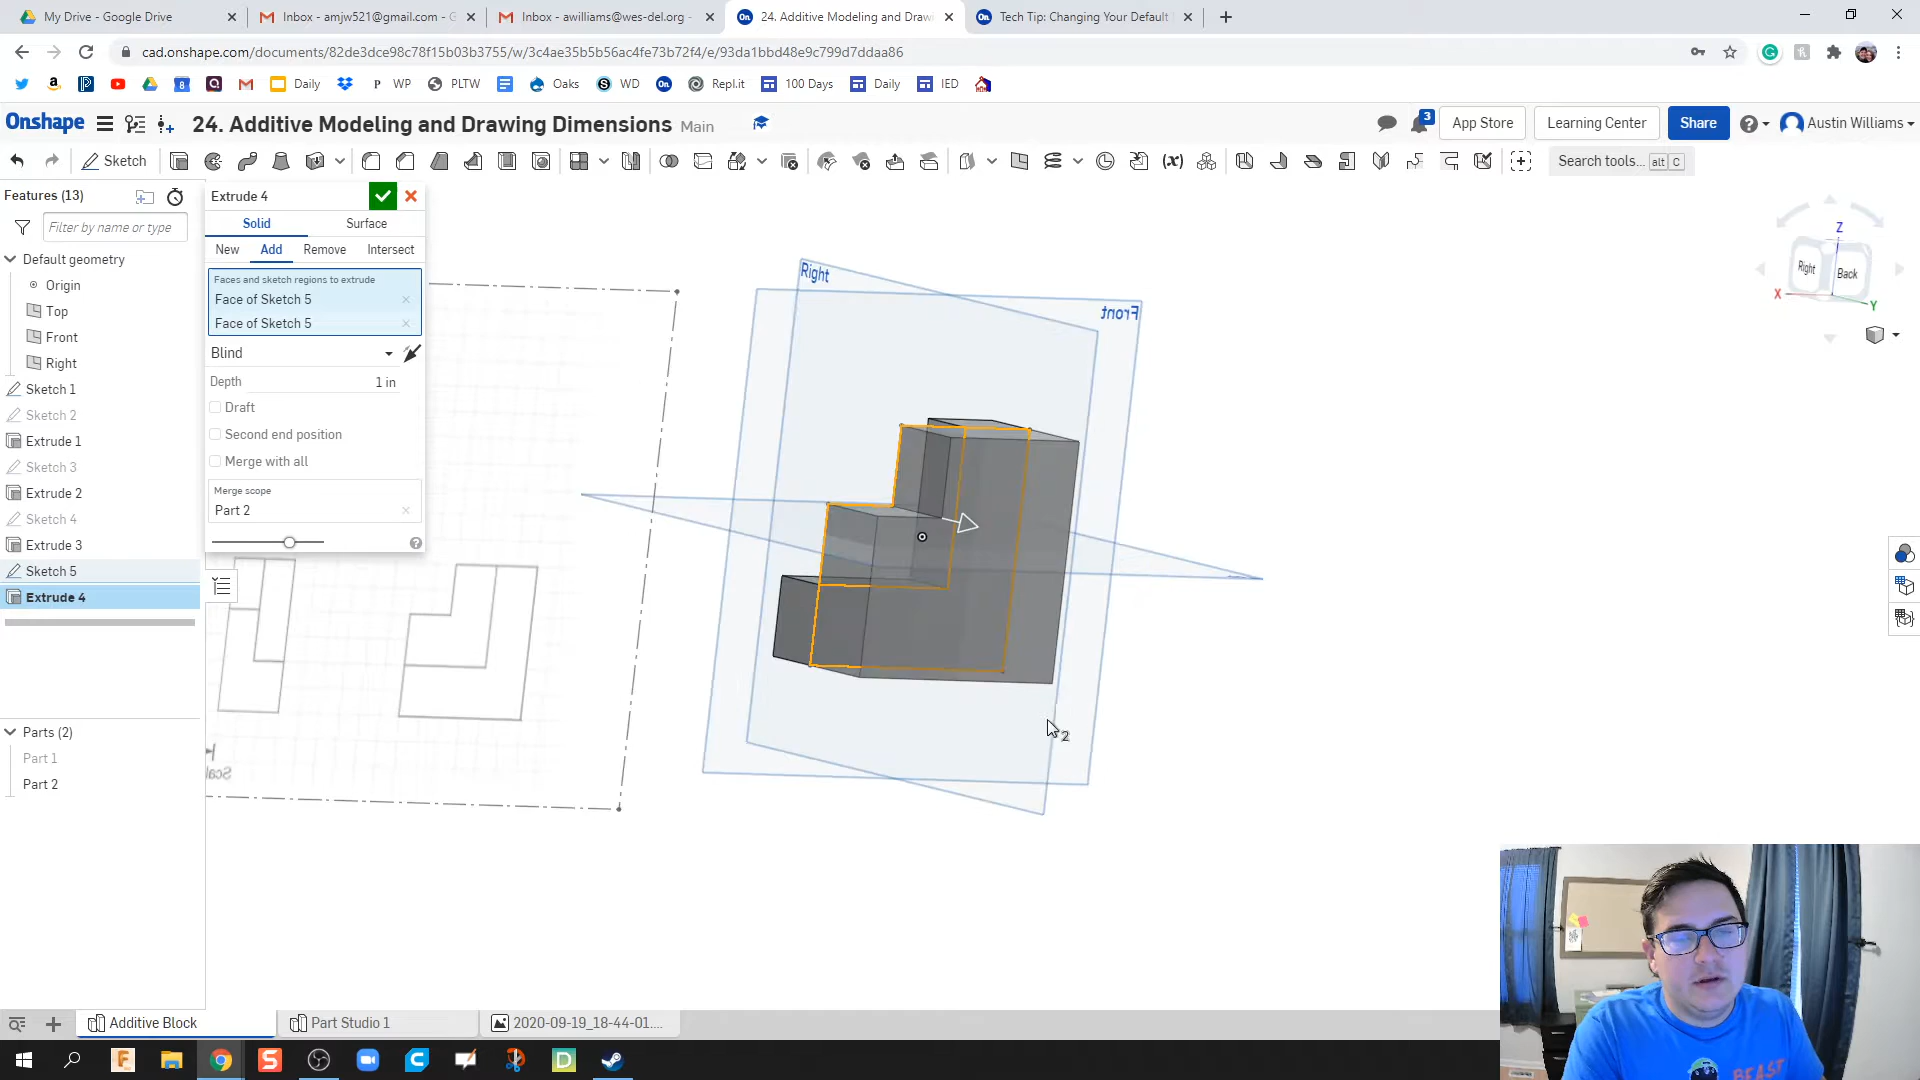 My Drive - Google Drive
Inbox - amjw521@gmail.com - G
Inbox - awilliams@wes-del.org -
24. Additive Modeling and Drawi
Tech Tip: Changing Your Default
cad.onshape.com/documents/82de3dce98c78f15b03b3755/w/3c4ae35b5b56ac4fe73b72f4/e/93da1bbd48e9c799d7ddaa86
Daily
WP
PLTW
Oaks
WD
Repl.it
100 Days
Daily
IED
Onshape
24. Additive Modeling and Drawing Dimensions
Main
3
App Store
Learning Center
Share
Austin Williams
Sketch
Search tools...
alt
C
Features (13)
Filter by name or type
Default geometry
Origin
Top
Front
Right
Sketch 1
Sketch 2
Extrude 1
Sketch 3
Extrude 2
Sketch 4
Extrude 3
Sketch 5
Extrude 4
Parts (2)
Part 1
Part 2
Extrude 4
Solid
Surface
New
Add
Remove
Intersect
Faces and sketch regions to extrude
Face of Sketch 5
Face of Sketch 5
Blind
Depth
1 in
Draft
Second end position
Merge with all
Merge scope
Part 2
Right
Front
Scal
2
Z
Right
Back
X
Y
Additive Block
Part Studio 1
2020-09-19_18-44-01....
BEAST